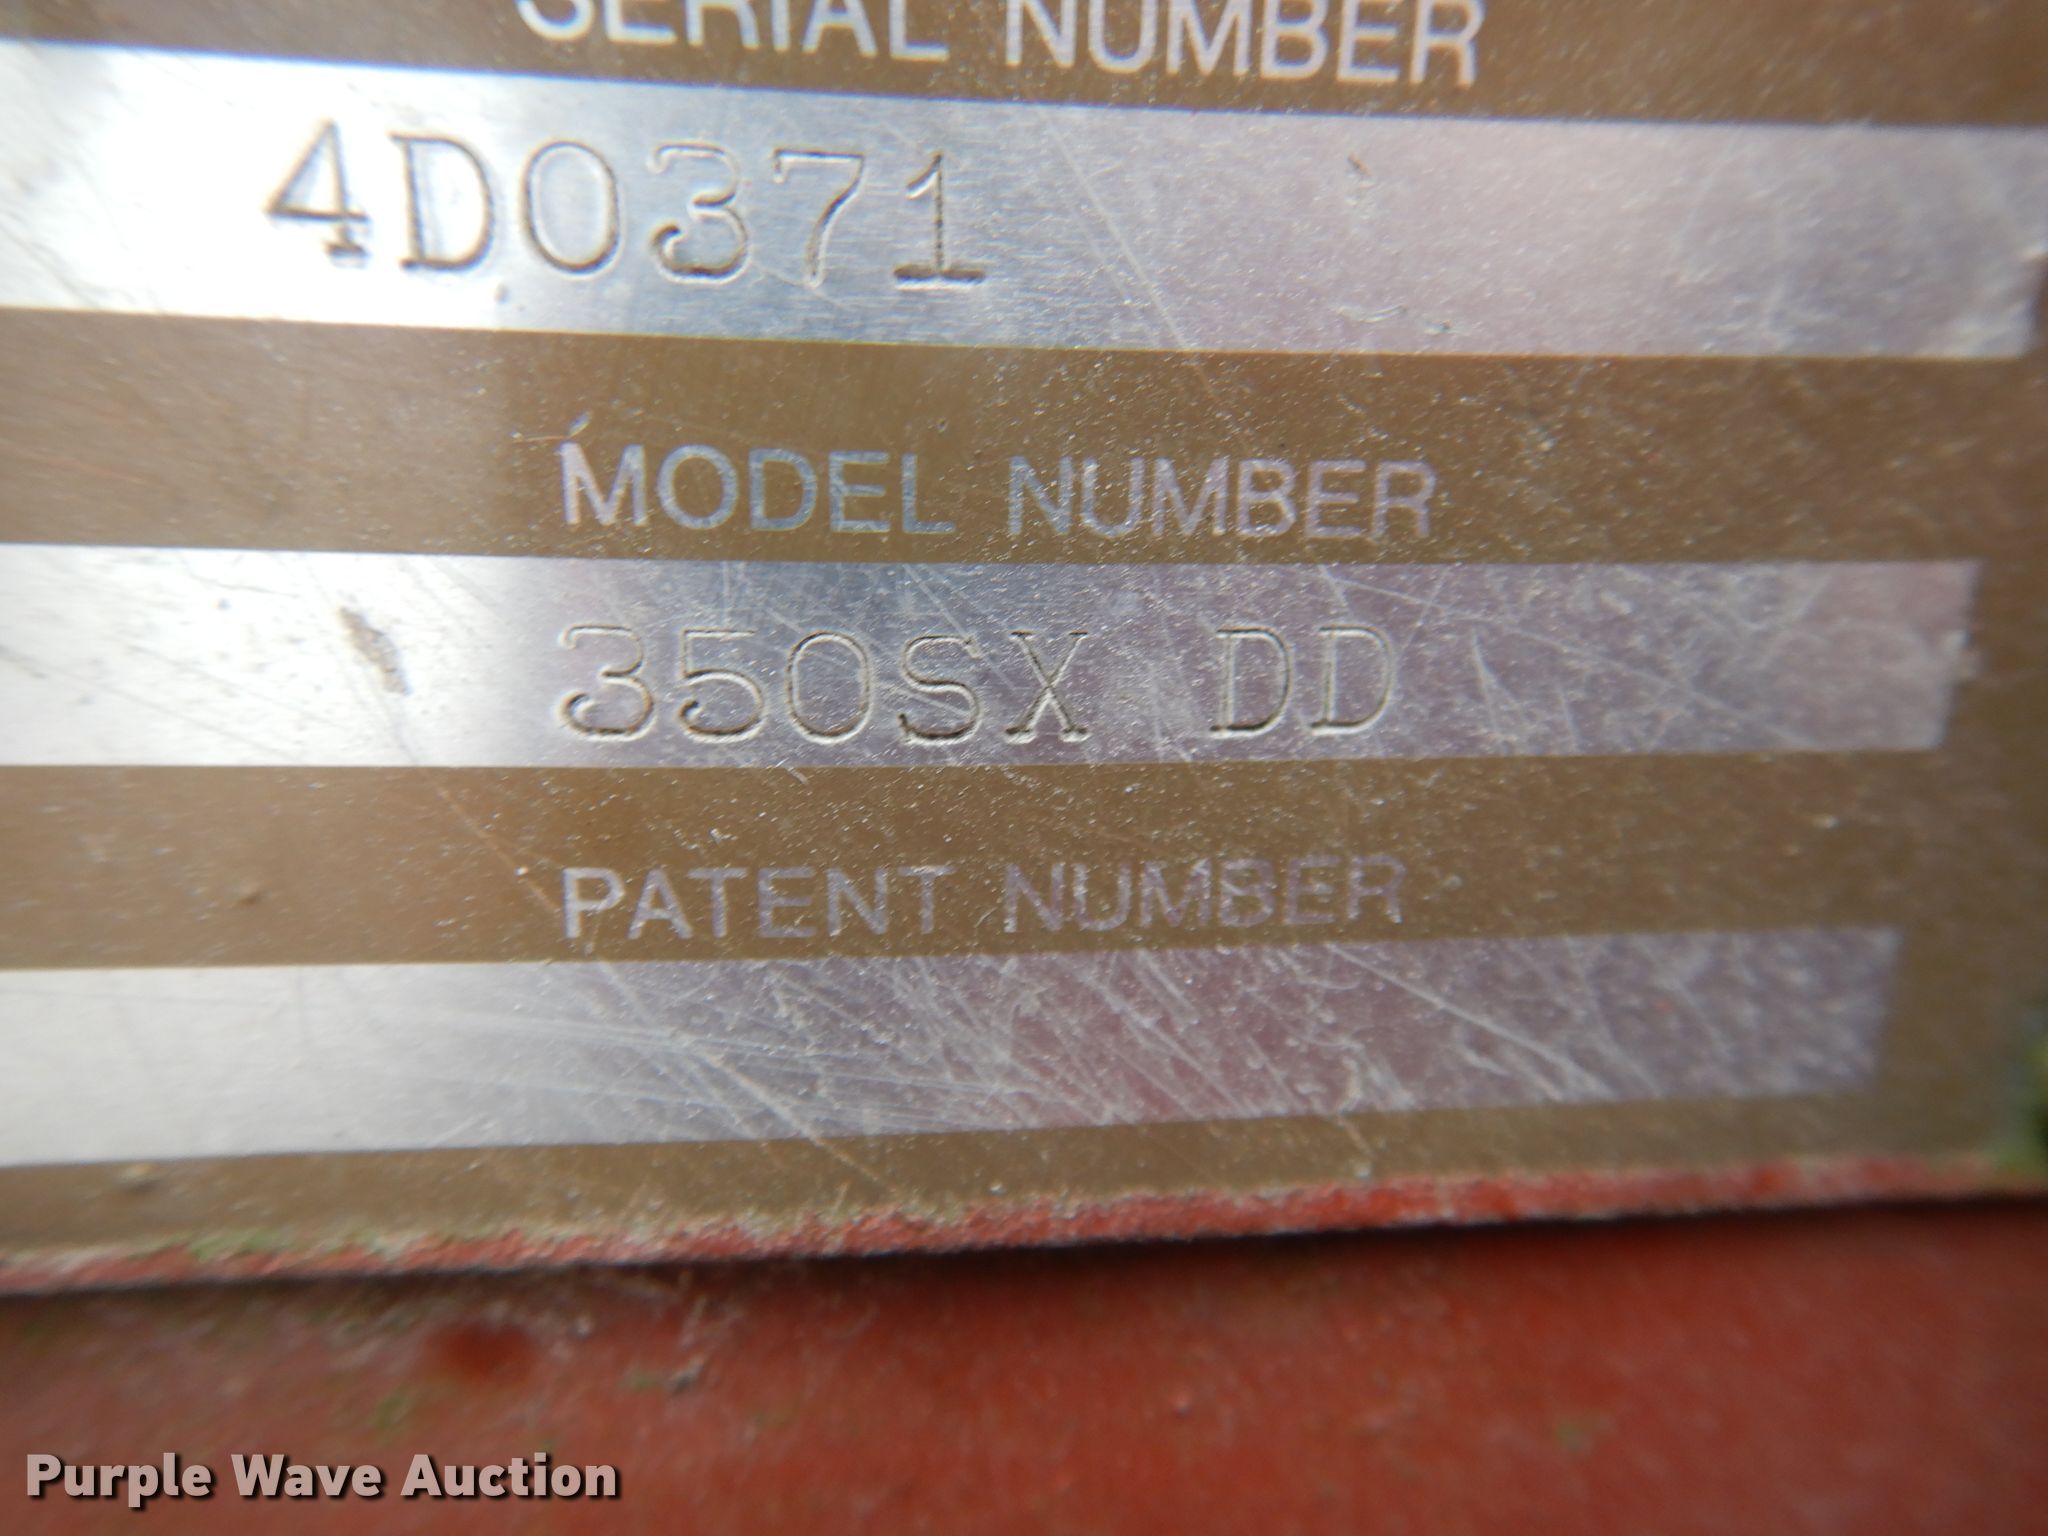 SERIAL NUMBER
4D0371
MODEL NUMBER
350SX DD
PATENT NUMBER
Purple Wave Auction